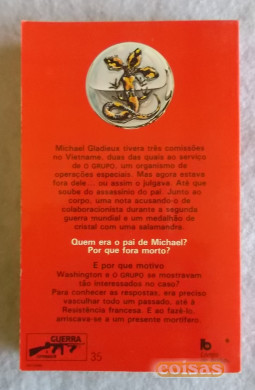 Michael Gladieux tivera três comissões
no Vietname, duas das quais ao serviço
de O GRUPO, um organismo de
operações especiais. Mas agora estava
fora dele... ou assim o julgava. Até que
soube do assassínio do pai. Junto ao
corpo, uma nota acusando-o de
colaboracionista durante a segunda
guerra mundial e um medalhão de
cristal com uma salamandra.
Quem era o pai de Michael?
Por que fora morto?
E por que motivo
Washington e O GRUPO se mostravam
tão interessados no caso?
Para conhecer as respostas, era preciso
vasculhar todo um passado, até à
Resistência francesa. E ao fazê-lo,
arriscava-se a um presente mortífero.
GUERRA
35
coisas